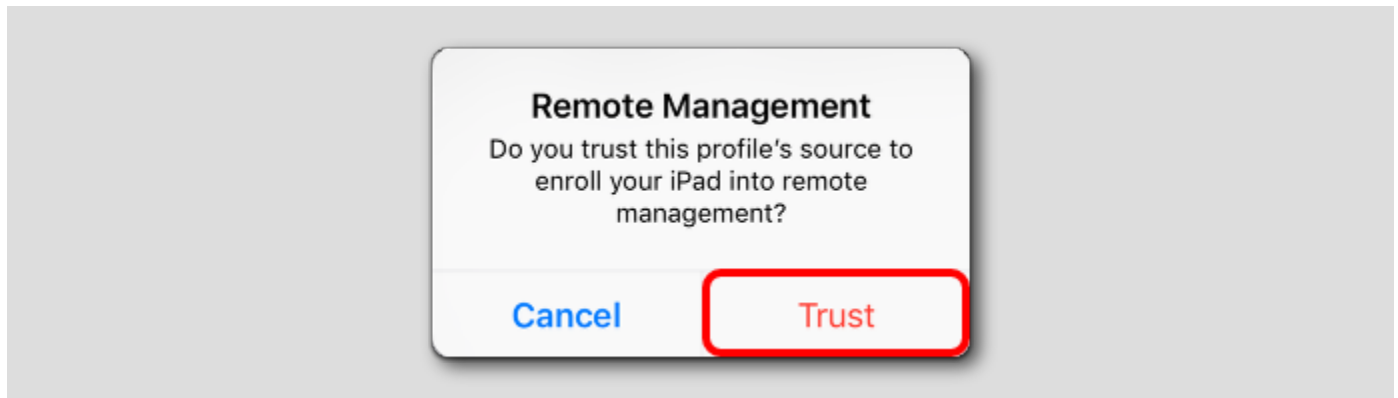 Remote Management
Do you trust this profile's source to
enroll your iPad into remote
management?
Cancel
Trust